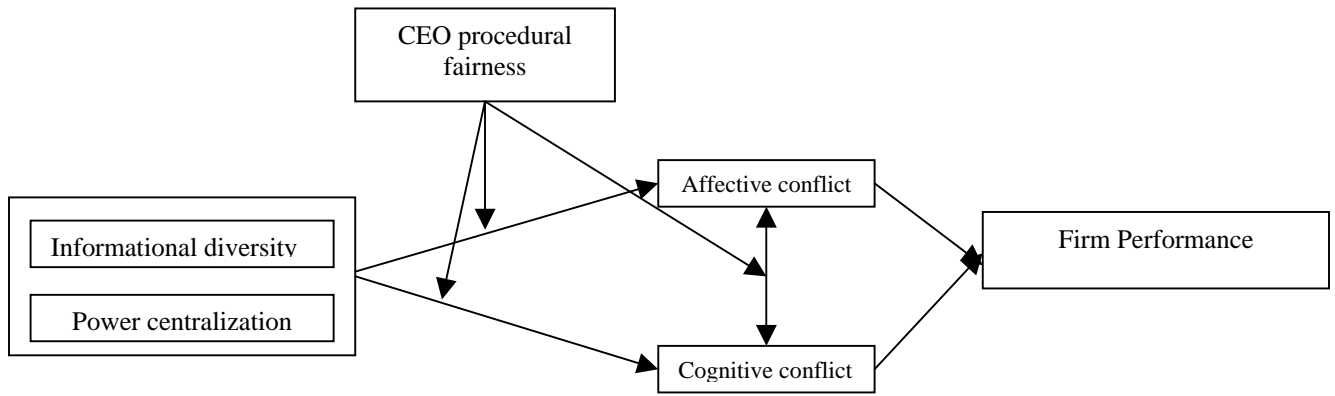 CEO procedural
fairness
Affective conflict
Informational diversity
Firm Performance
Power centralization
Cognitive conflict